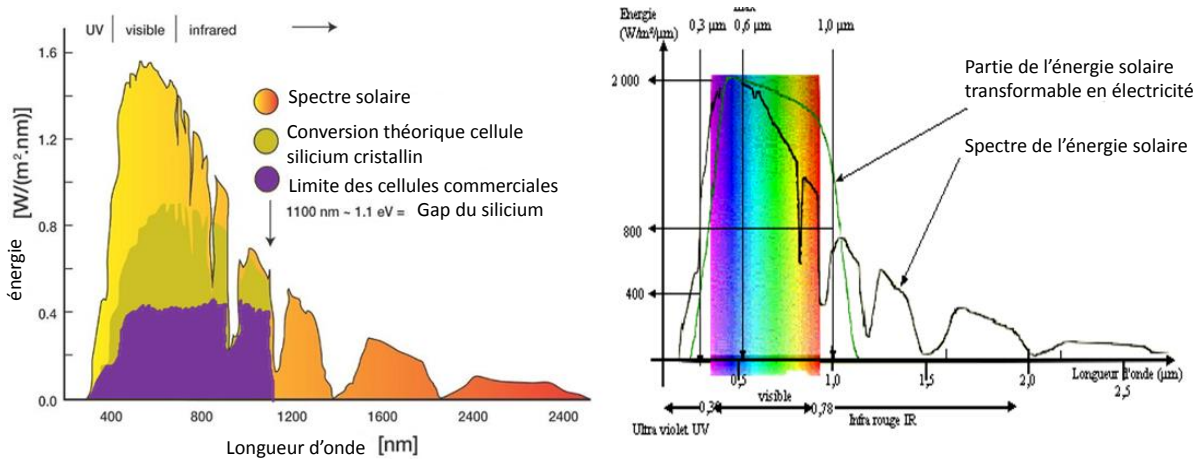 UV visible infrared
1.6
1.2
0.8
0.4
0.0
énergie [W/(m².nm)]
Spectre solaire
Conversion théorique cellule
silicium cristallin
Limite des cellules commerciales
1100 nm ~ 1.1 eV = Gap du silicium
400 800 1200 1600 2400 2400
Longueur d'onde [nm]
Energie
(W/m²/µm)
max
0,3 µm 0,6 µm 1,0 µm
2 000
800
400
Partie de l'énergie solaire
transformable en électricité
Spectre de l'énergie solaire
0,5 1,0 1,5 2,0 2,5
Longueur d'onde (µm)
visible
0,78
Ultra violet UV
Infra rouge IR